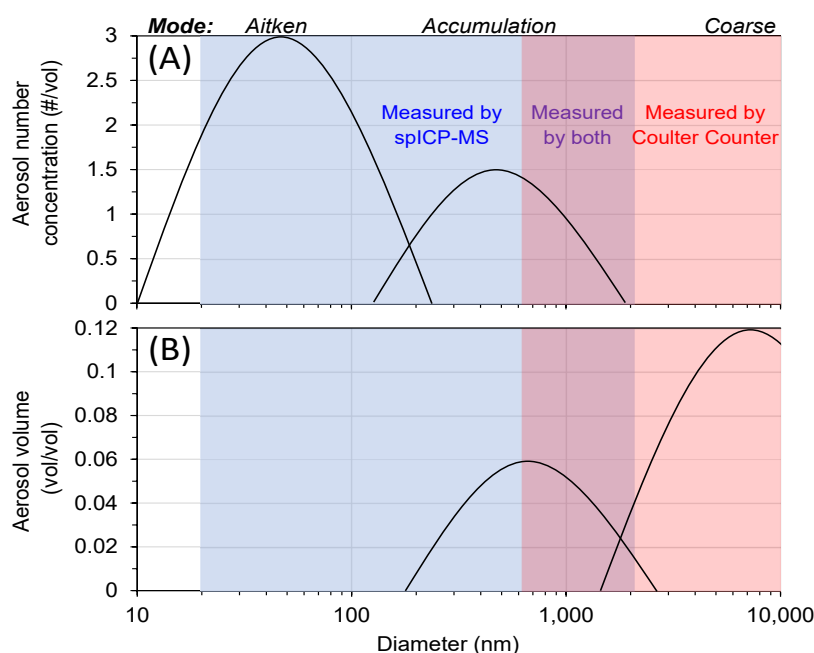 Mode: Aitken Accumulation Coarse
(A)
Aerosol number
concentration (#/vol)
3
2.5
2
1.5
1
0.5
0
Measured by
spICP-MS
Measured
by both
Measured by
Coulter Counter
(B)
Aerosol volume
(vol/vol)
0.12
0.1
0.08
0.06
0.04
0.02
0
10 100 1,000 10,000
Diameter (nm)